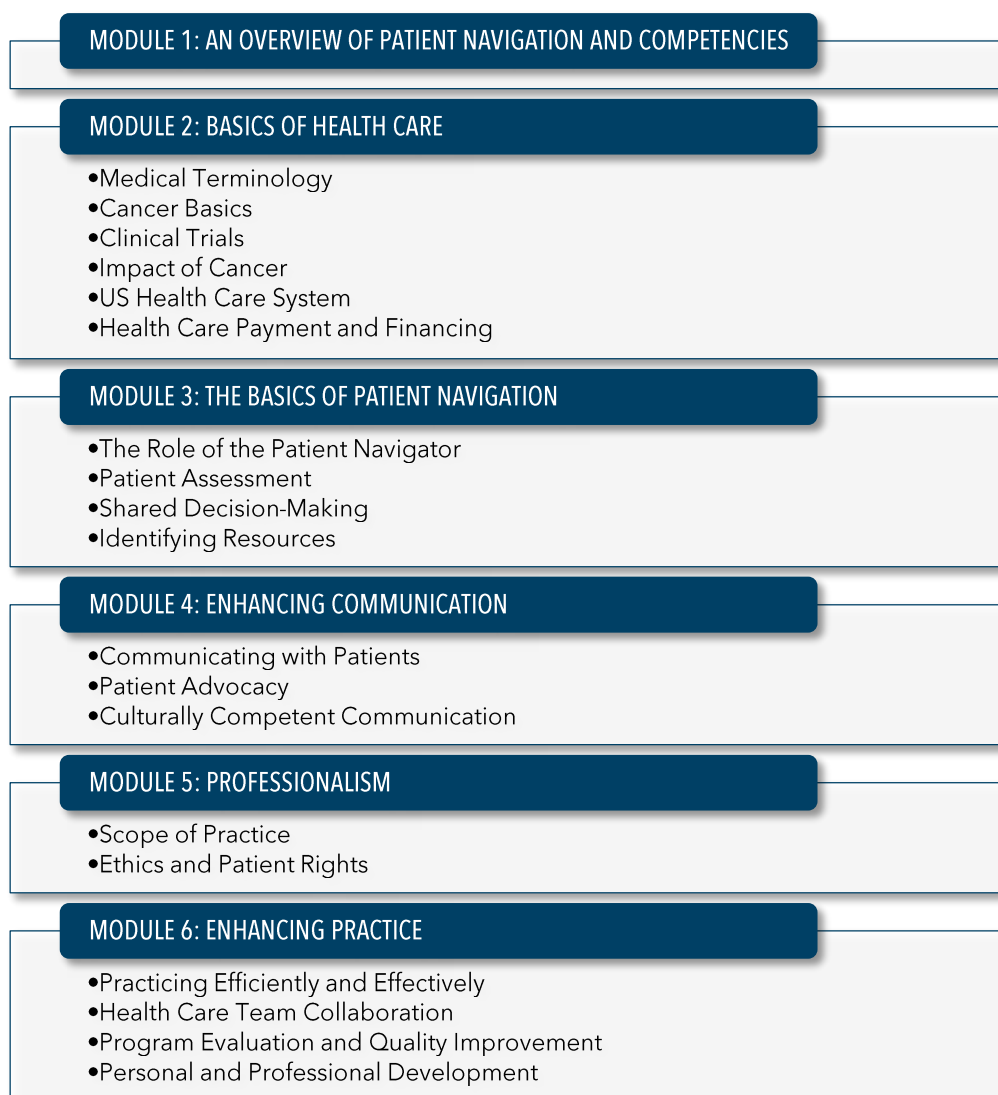 MODULE 1: AN OVERVIEW OF PATIENT NAVIGATION AND COMPETENCIES
MODULE 2: BASICS OF HEALTH CARE
•Medical Terminology
•Cancer Basics
•Clinical Trials
•Impact of Cancer
•US Health Care System
•Health Care Payment and Financing
MODULE 3: THE BASICS OF PATIENT NAVIGATION
•The Role of the Patient Navigator
•Patient Assessment
•Shared Decision-Making
•Identifying Resources
MODULE 4: ENHANCING COMMUNICATION
•Communicating with Patients
•Patient Advocacy
•Culturally Competent Communication
MODULE 5: PROFESSIONALISM
•Scope of Practice
•Ethics and Patient Rights
MODULE 6: ENHANCING PRACTICE
•Practicing Efficiently and Effectively
•Health Care Team Collaboration
•Program Evaluation and Quality Improvement
•Personal and Professional Development